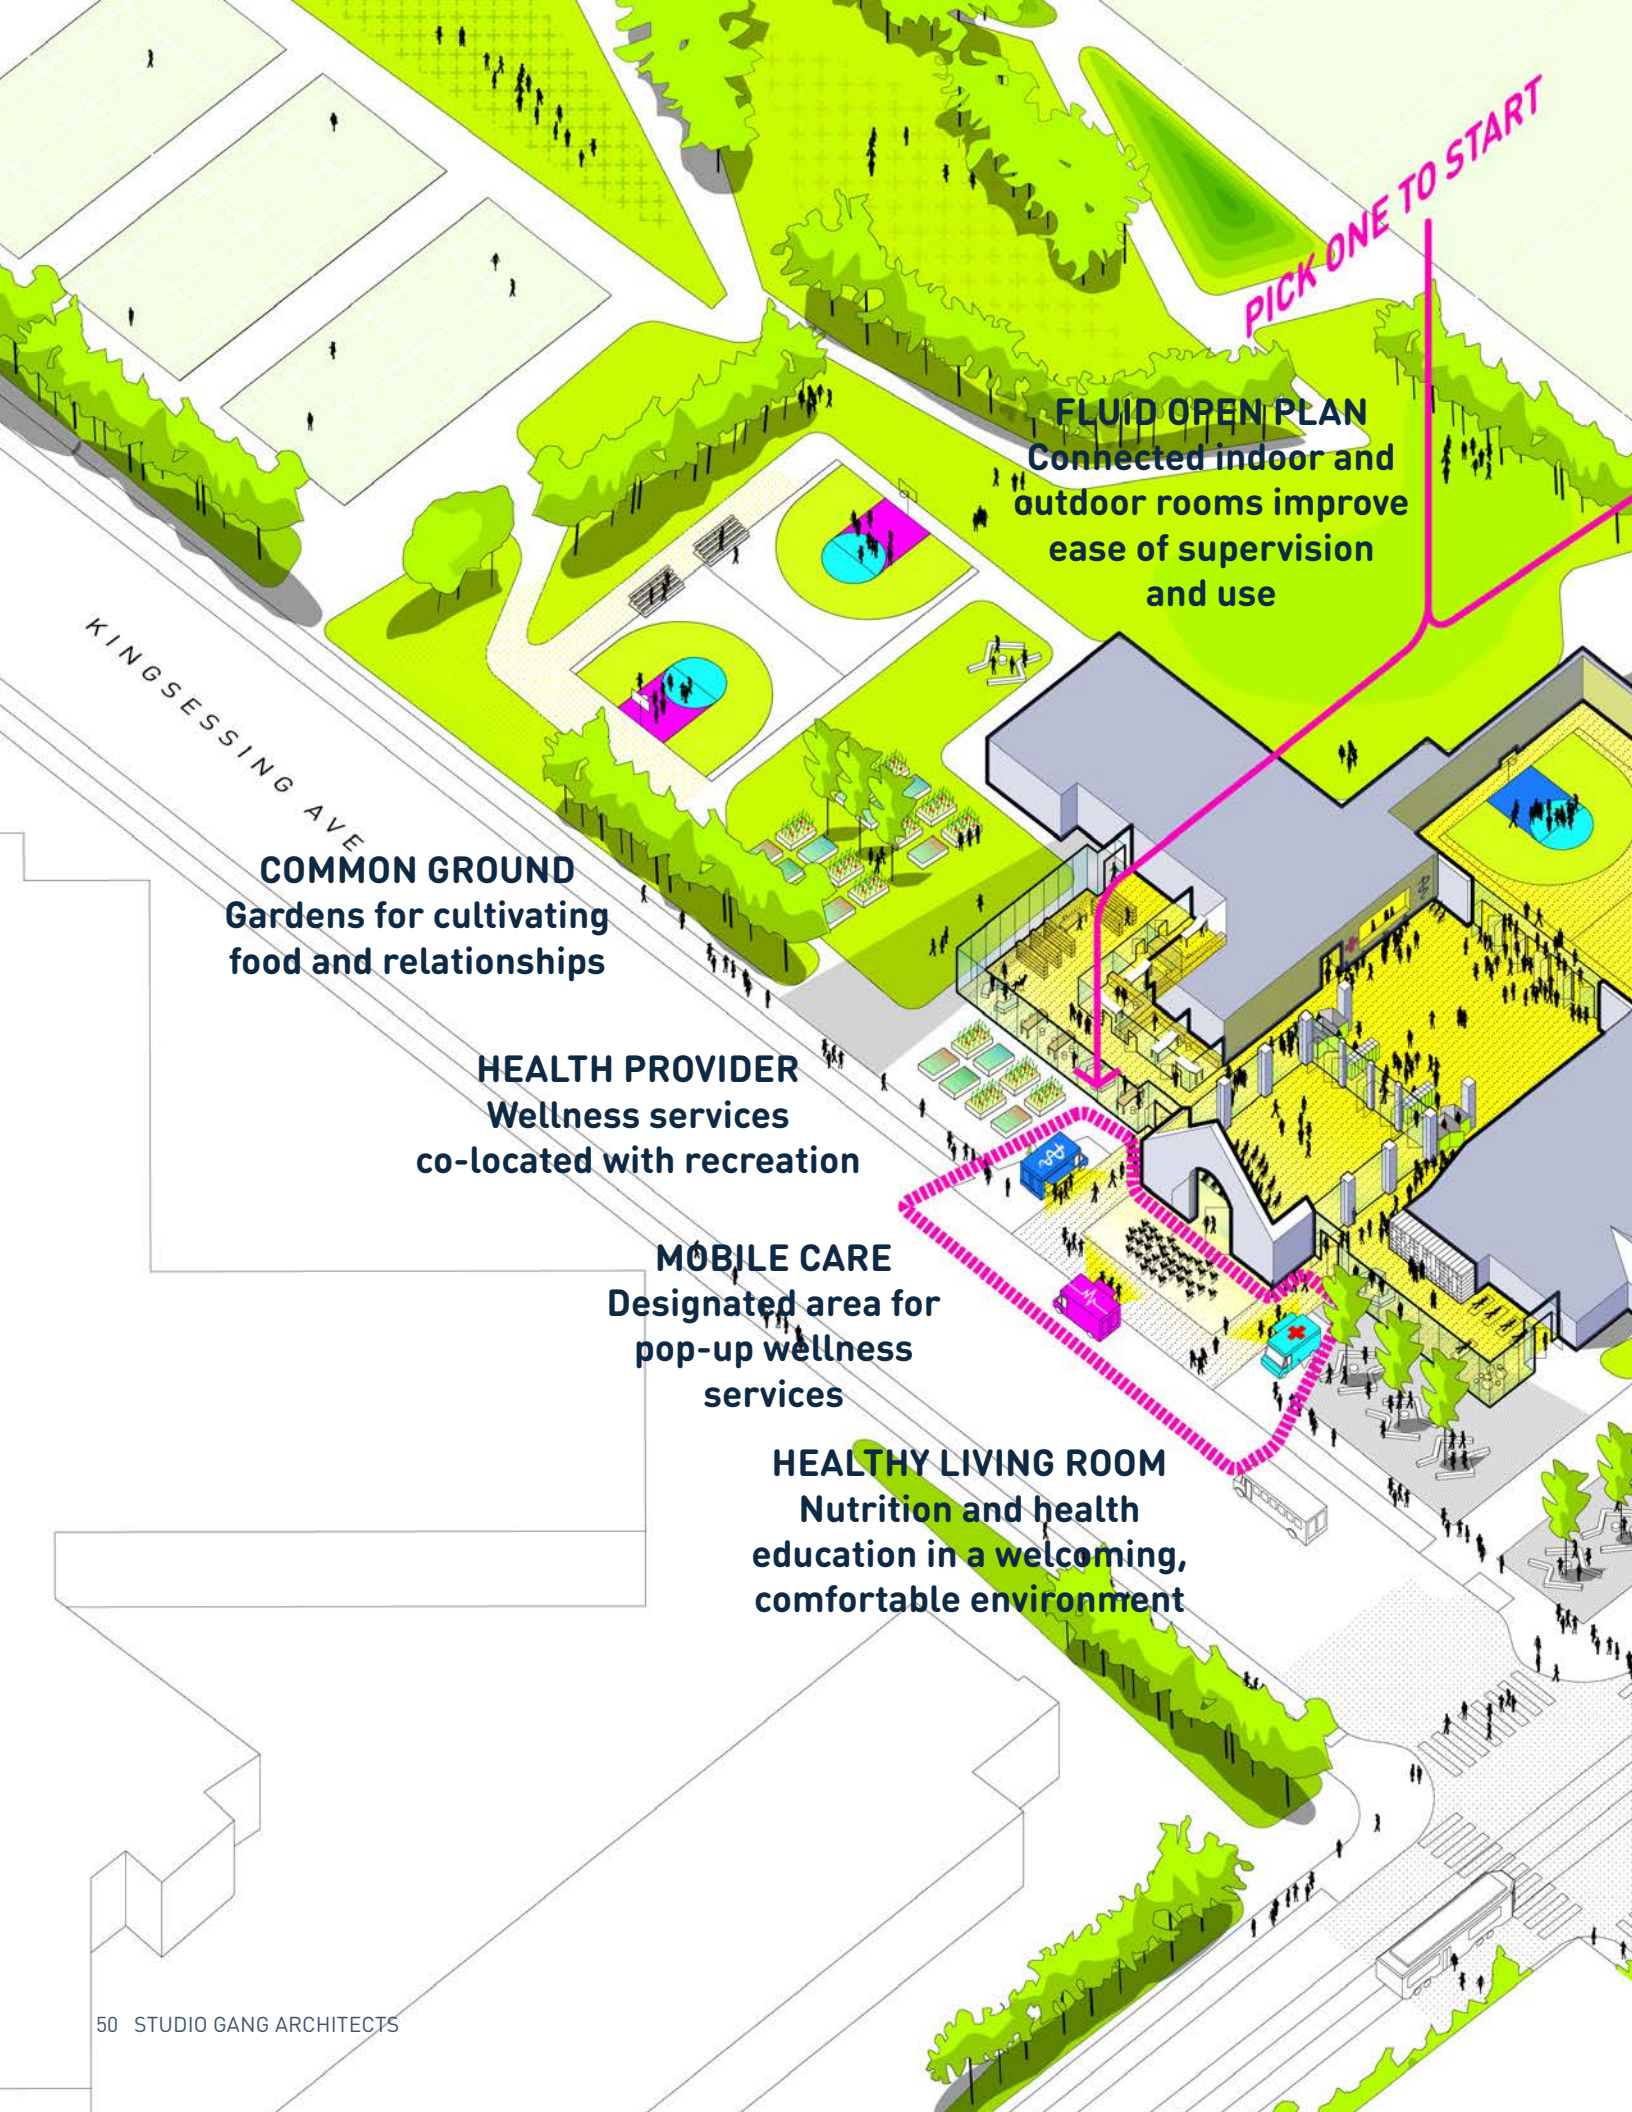 PICK ONE TO START
FLUID OPEN PLAN
Connected indoor and
outdoor rooms improve
ease of supervision
and use
KINGSESSING AVE
COMMON GROUND
Gardens for cultivating
food and relationships
HEALTH PROVIDER
Wellness services
co-located with recreation
MOBILE CARE
Designated area for
pop-up wellness
services
HEALTHY LIVING ROOM
Nutrition and health
education in a welcoming,
comfortable environment
50 STUDIO GANG ARCHITECTS